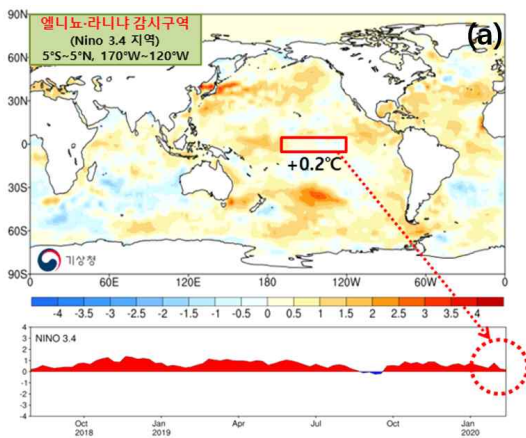 엘니뇨·라니냐 감시구역
(Nino 3.4 지역)
5°S~5°N, 170°W~120°W
(a)
90N
60N
30N
0
30S
60S
90S
+0.2℃
기상청
0 60E 120E 180 120W 60W 0
-4 -3.5 -3 -2.5 -2 -1.5 -1 -0.5 0 0.5 1 1.5 2 2.5 3 3.5 4
NINO 3.4
4
3
2
1
0
-1
-2
-3
-4
Oct Jan Apr Jul Oct Jan
2018 2019 2020